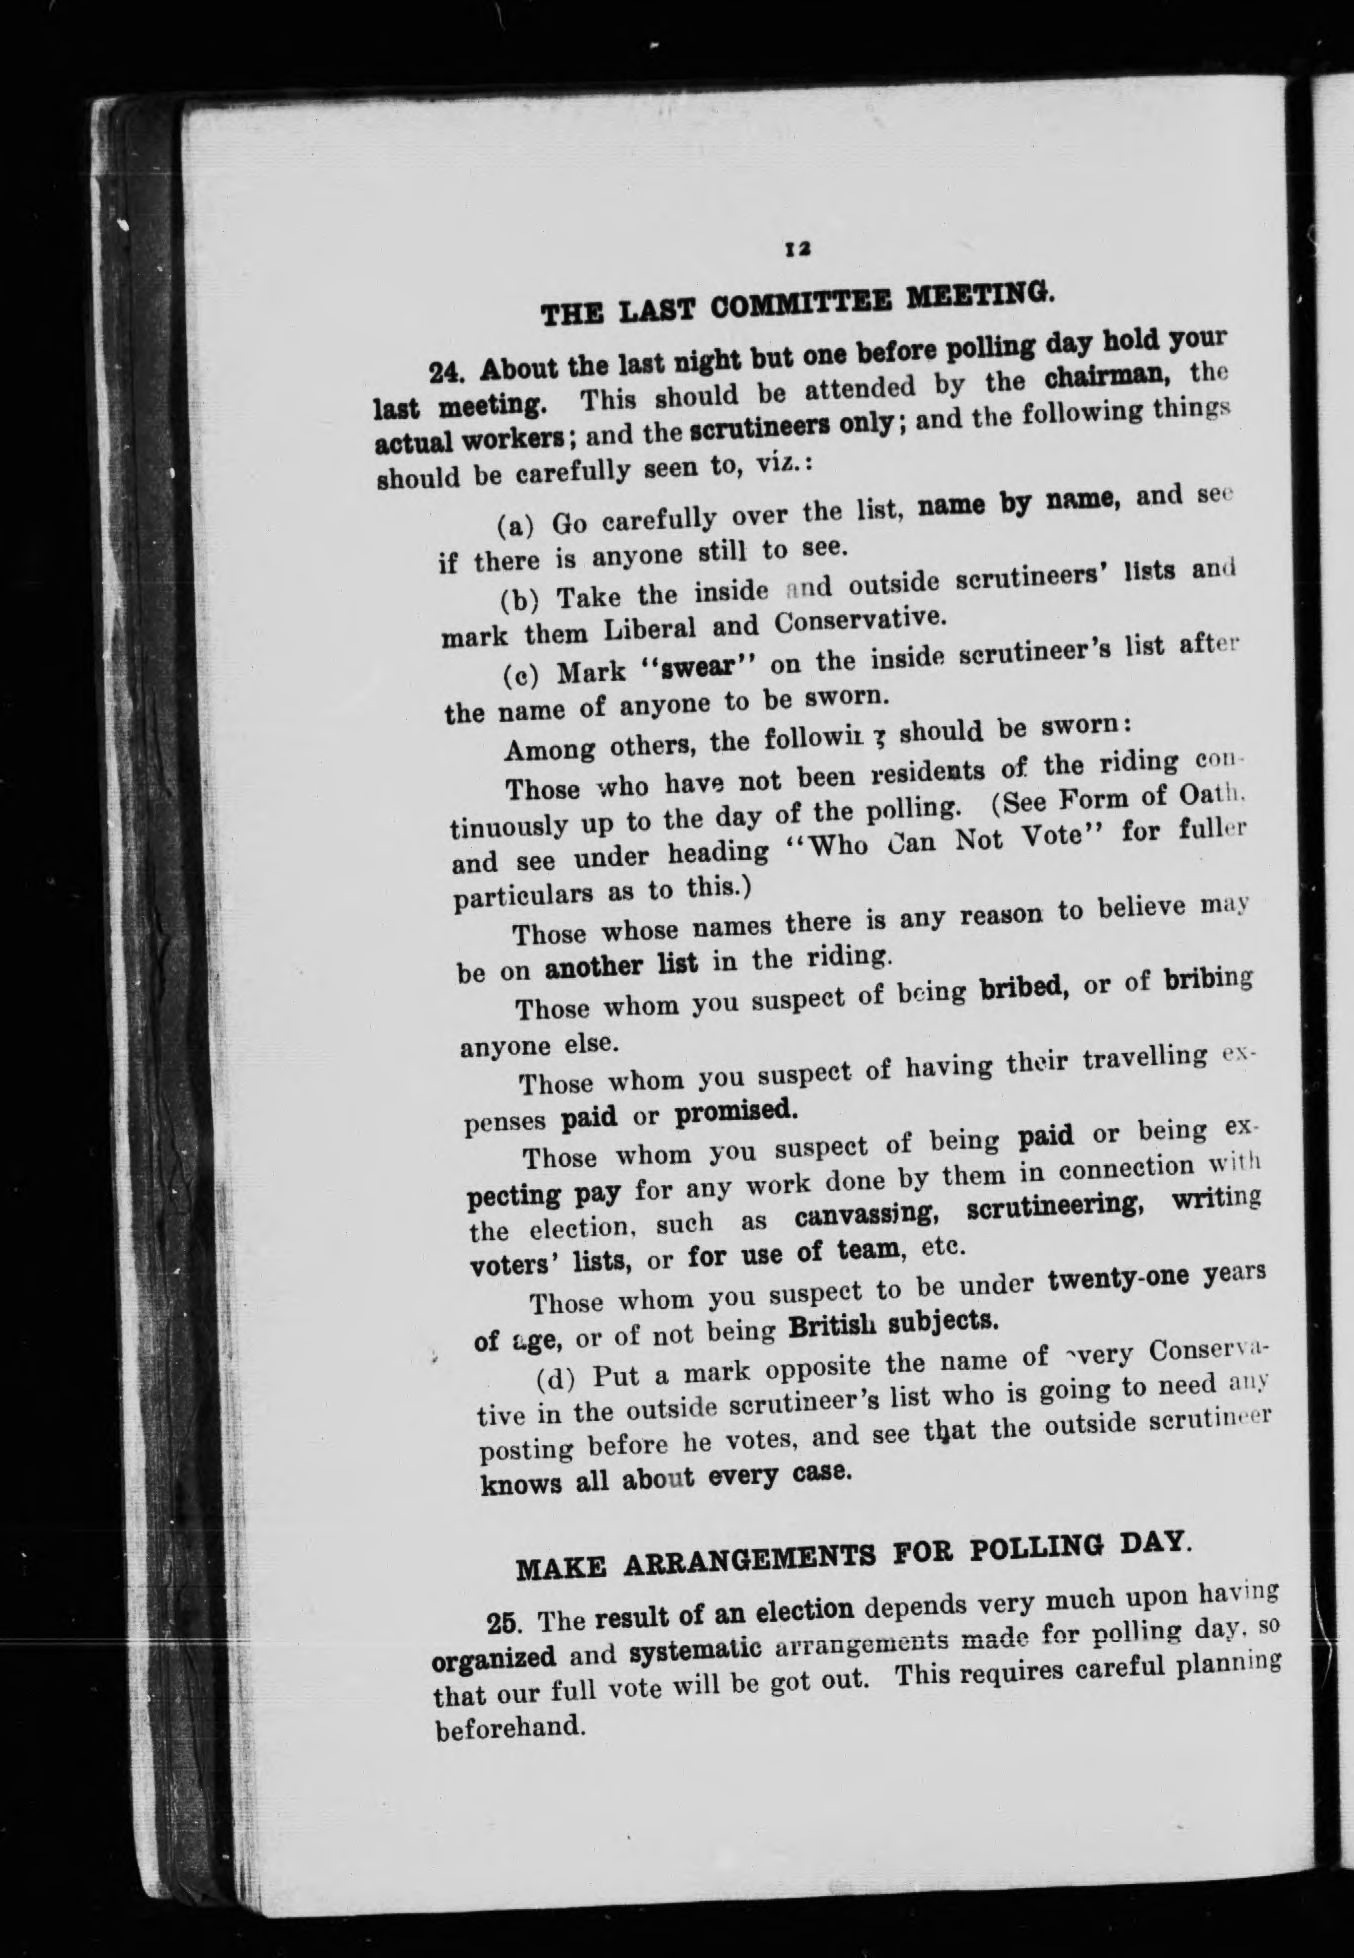 12
THE LAST COMMITTEE MEETING.
24. About the last night but one before polling day hold your
last meeting. This should be attended by the chairman, the
actual workers; and the scrutineers only; and the following things
should be carefully seen to, viz.:
(a) Go carefully over the list, name by name, and see
if there is anyone still to see.
(b) Take the inside and outside scrutineers' lists and
mark them Liberal and Conservative.
(c) Mark "swear" on the inside scrutineer's list after
the name of anyone to be sworn.
Among others, the following should be sworn:
Those who have not been residents of the riding con-
tinuously up to the day of the polling. (See Form of Oath,
and see under heading "Who Can Not Vote" for fuller
particulars as to this.)
Those whose names there is any reason to believe may
be on another list in the riding.
Those whom you suspect of being bribed, or of bribing
anyone else.
Those whom you suspect of having their travelling ex-
penses paid or promised.
Those whom you suspect of being paid or being ex-
pecting pay for any work done by them in connection with
the election, such as canvassing, scrutineering, writing
voters' lists, or for use of team, etc.
Those whom you suspect to be under twenty-one years
of age, or of not being British subjects.
(d) Put a mark opposite the name of every Conserva-
tive in the outside scrutineer's list who is going to need any
posting before he votes, and see that the outside scrutineer
knows all about every case.
MAKE ARRANGEMENTS FOR POLLING DAY.
25. The result of an election depends very much upon having
organized and systematic arrangements made for polling day, so
that our full vote will be got out. This requires careful planning
beforehand.